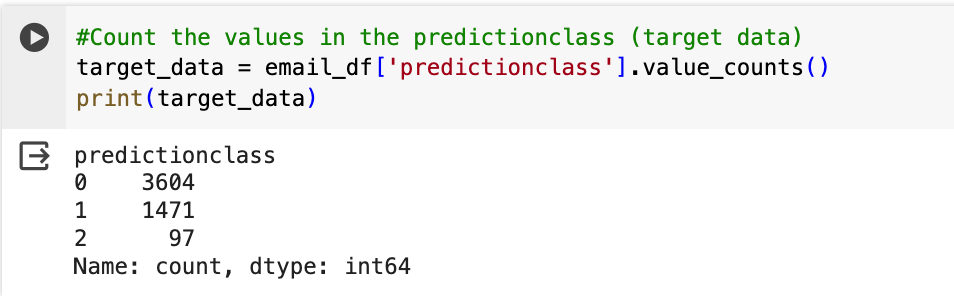 #Count the values in the predictionclass (target data)
target_data = email_df['predictionclass'].value_counts()
print(target_data)
predictionclass
0    3604
1    1471
2      97
Name: count, dtype: int64